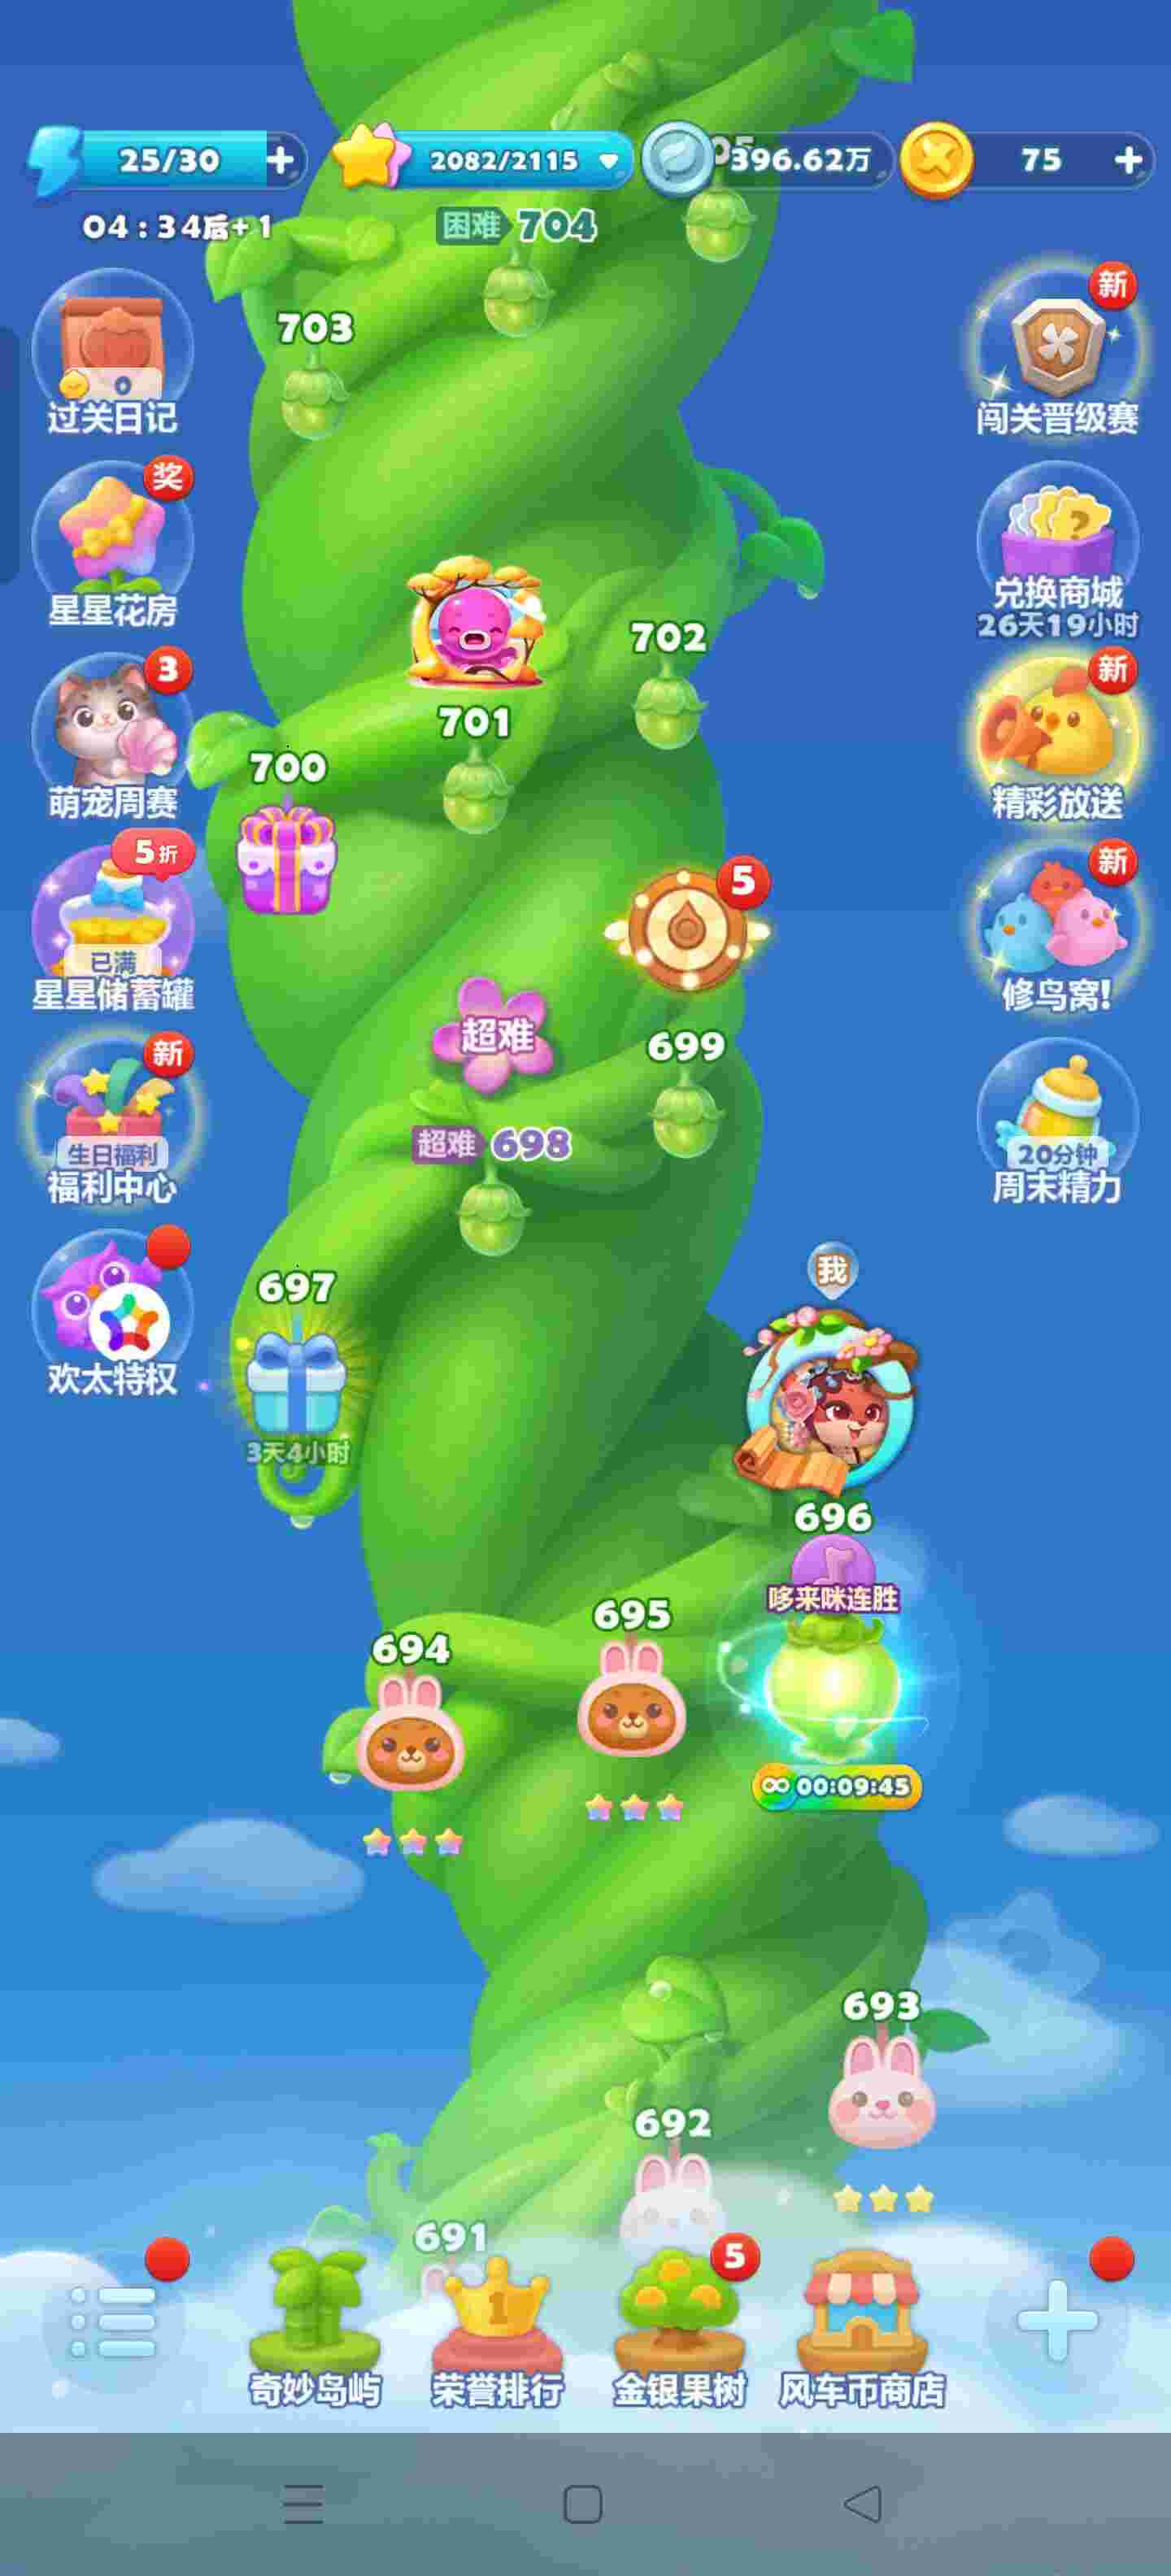 25/30
2082/2115
396.62万
75
04:34后+1
困难 704
703
新
过关日记
0
闯关晋级赛
奖
星星花房
兑换商城
26天19小时
702
3
新
701
700
萌宠周赛
精彩放送
5折
5
新
已满
星星储蓄罐
修鸟窝!
超难
699
新
生日福利
福利中心
超难 698
20分钟
周末精力
697
我
欢太特权
3天4小时
696
哆来咪连胜
695
694
00:09:45
693
692
691
5
1
奇妙岛屿
荣誉排行
金银果树
风车币商店